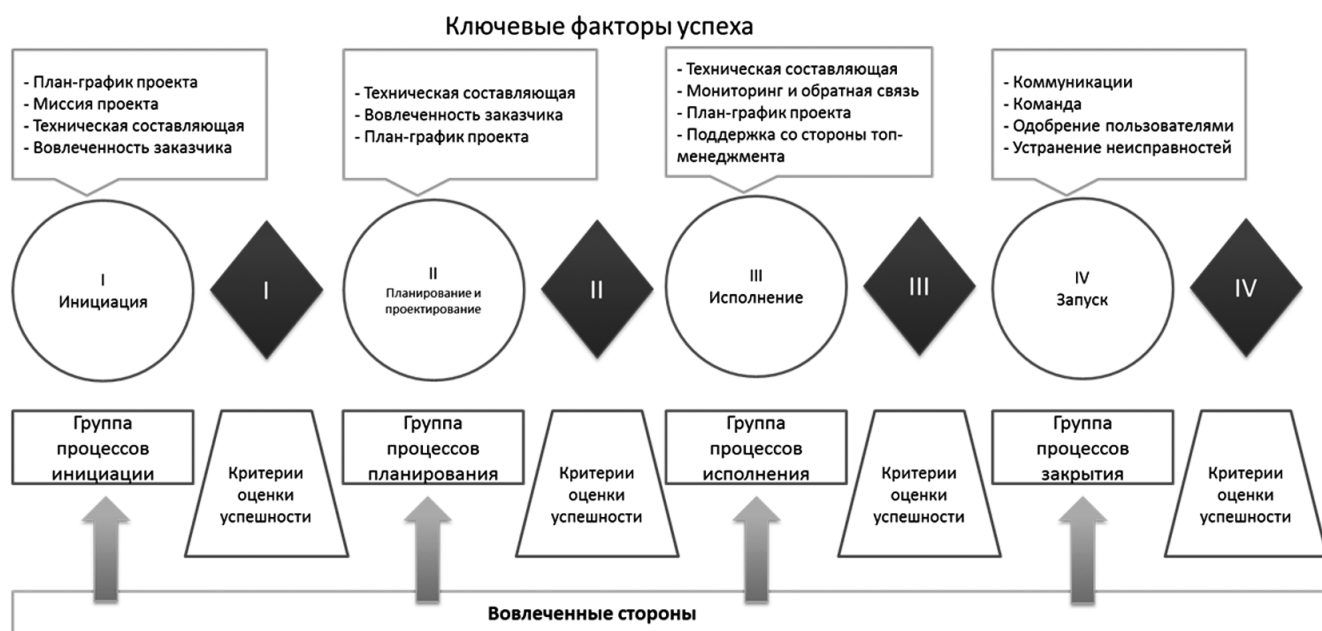 Ключевые факторы успеха
- План-график проекта
- Миссия проекта
- Техническая составляющая
- Вовлеченность заказчика
- Техническая составляющая
- Вовлеченность заказчика
- План-график проекта
- Техническая составляющая
- Мониторинг и обратная связь
- План-график проекта
- Поддержка со стороны топ-
менеджмента
- Коммуникации
- Команда
- Одобрение пользователями
- Устранение неисправностей
I
Инициация
I
II
Планирование и
проектирование
II
III
Исполнение
III
IV
Запуск
IV
Группа
процессов
инициации
Критерии
оценки
успешности
Группа
процессов
планирования
Критерии
оценки
успешности
Группа
процессов
исполнения
Критерии
оценки
успешности
Группа
процессов
закрытия
Критерии
оценки
успешности
Вовлеченные стороны